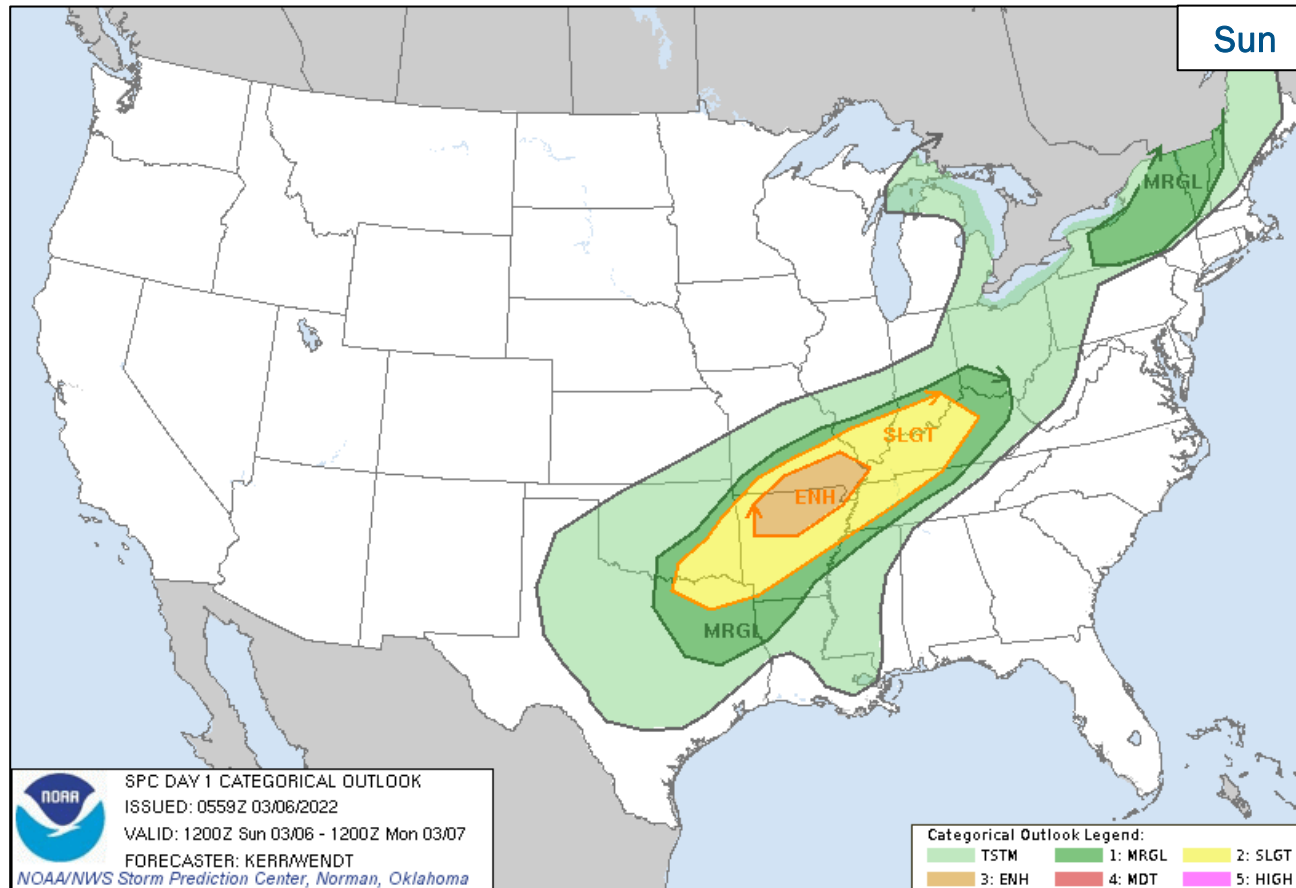 Sun
MRGL
SLGT
ENH
MRGL
NOAA
SPC DAY 1 CATEGORICAL OUTLOOK
ISSUED: 0559Z 03/06/2022
VALID: 1200Z Sun 03/06 - 1200Z Mon 03/07
FORECASTER: KERR/WENDT
NOAA/NWS Storm Prediction Center, Norman, Oklahoma
Categorical Outlook Legend:
TSTM 1: MRGL 2: SLGT
3: ENH 4: MDT 5: HIGH